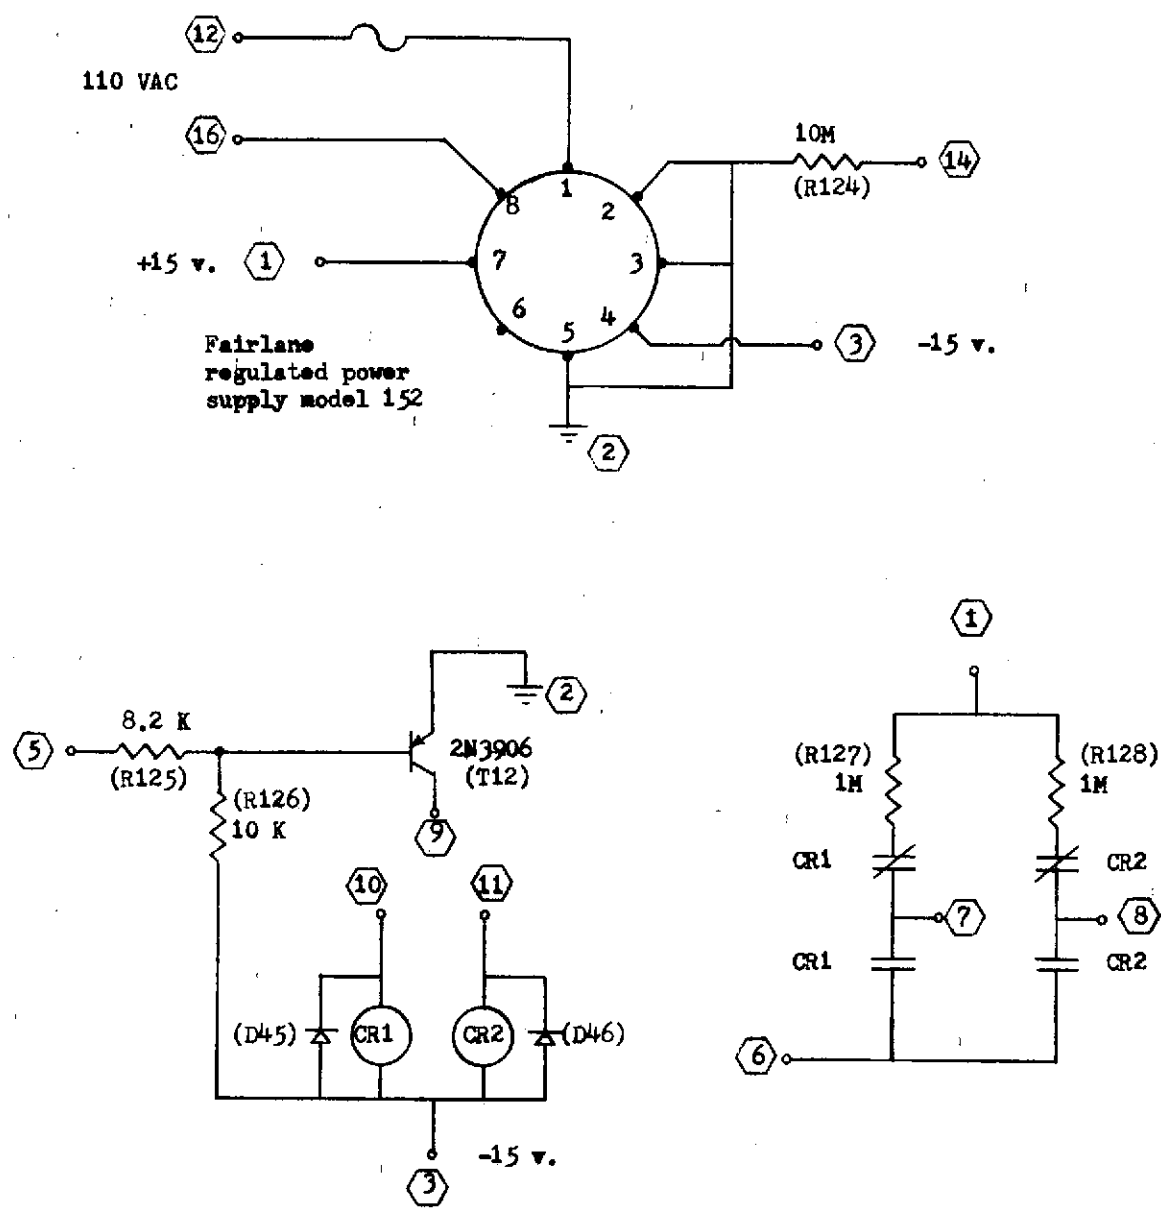 12
110 VAC
16
10M
14
(R124)
8
1
2
+15 v.
1
7
3
6
5
4
3
-15 v.
Fairlane
regulated power
supply model 152
2
1
2
8.2 K
5
2N3906
(R125)
(T12)
(R126)
10 K
9
(R127)
1M
(R128)
1M
10
11
CR1
CR2
7
8
CR1
CR2
(D45)
CR1
CR2
(D46)
6
-15 v.
3